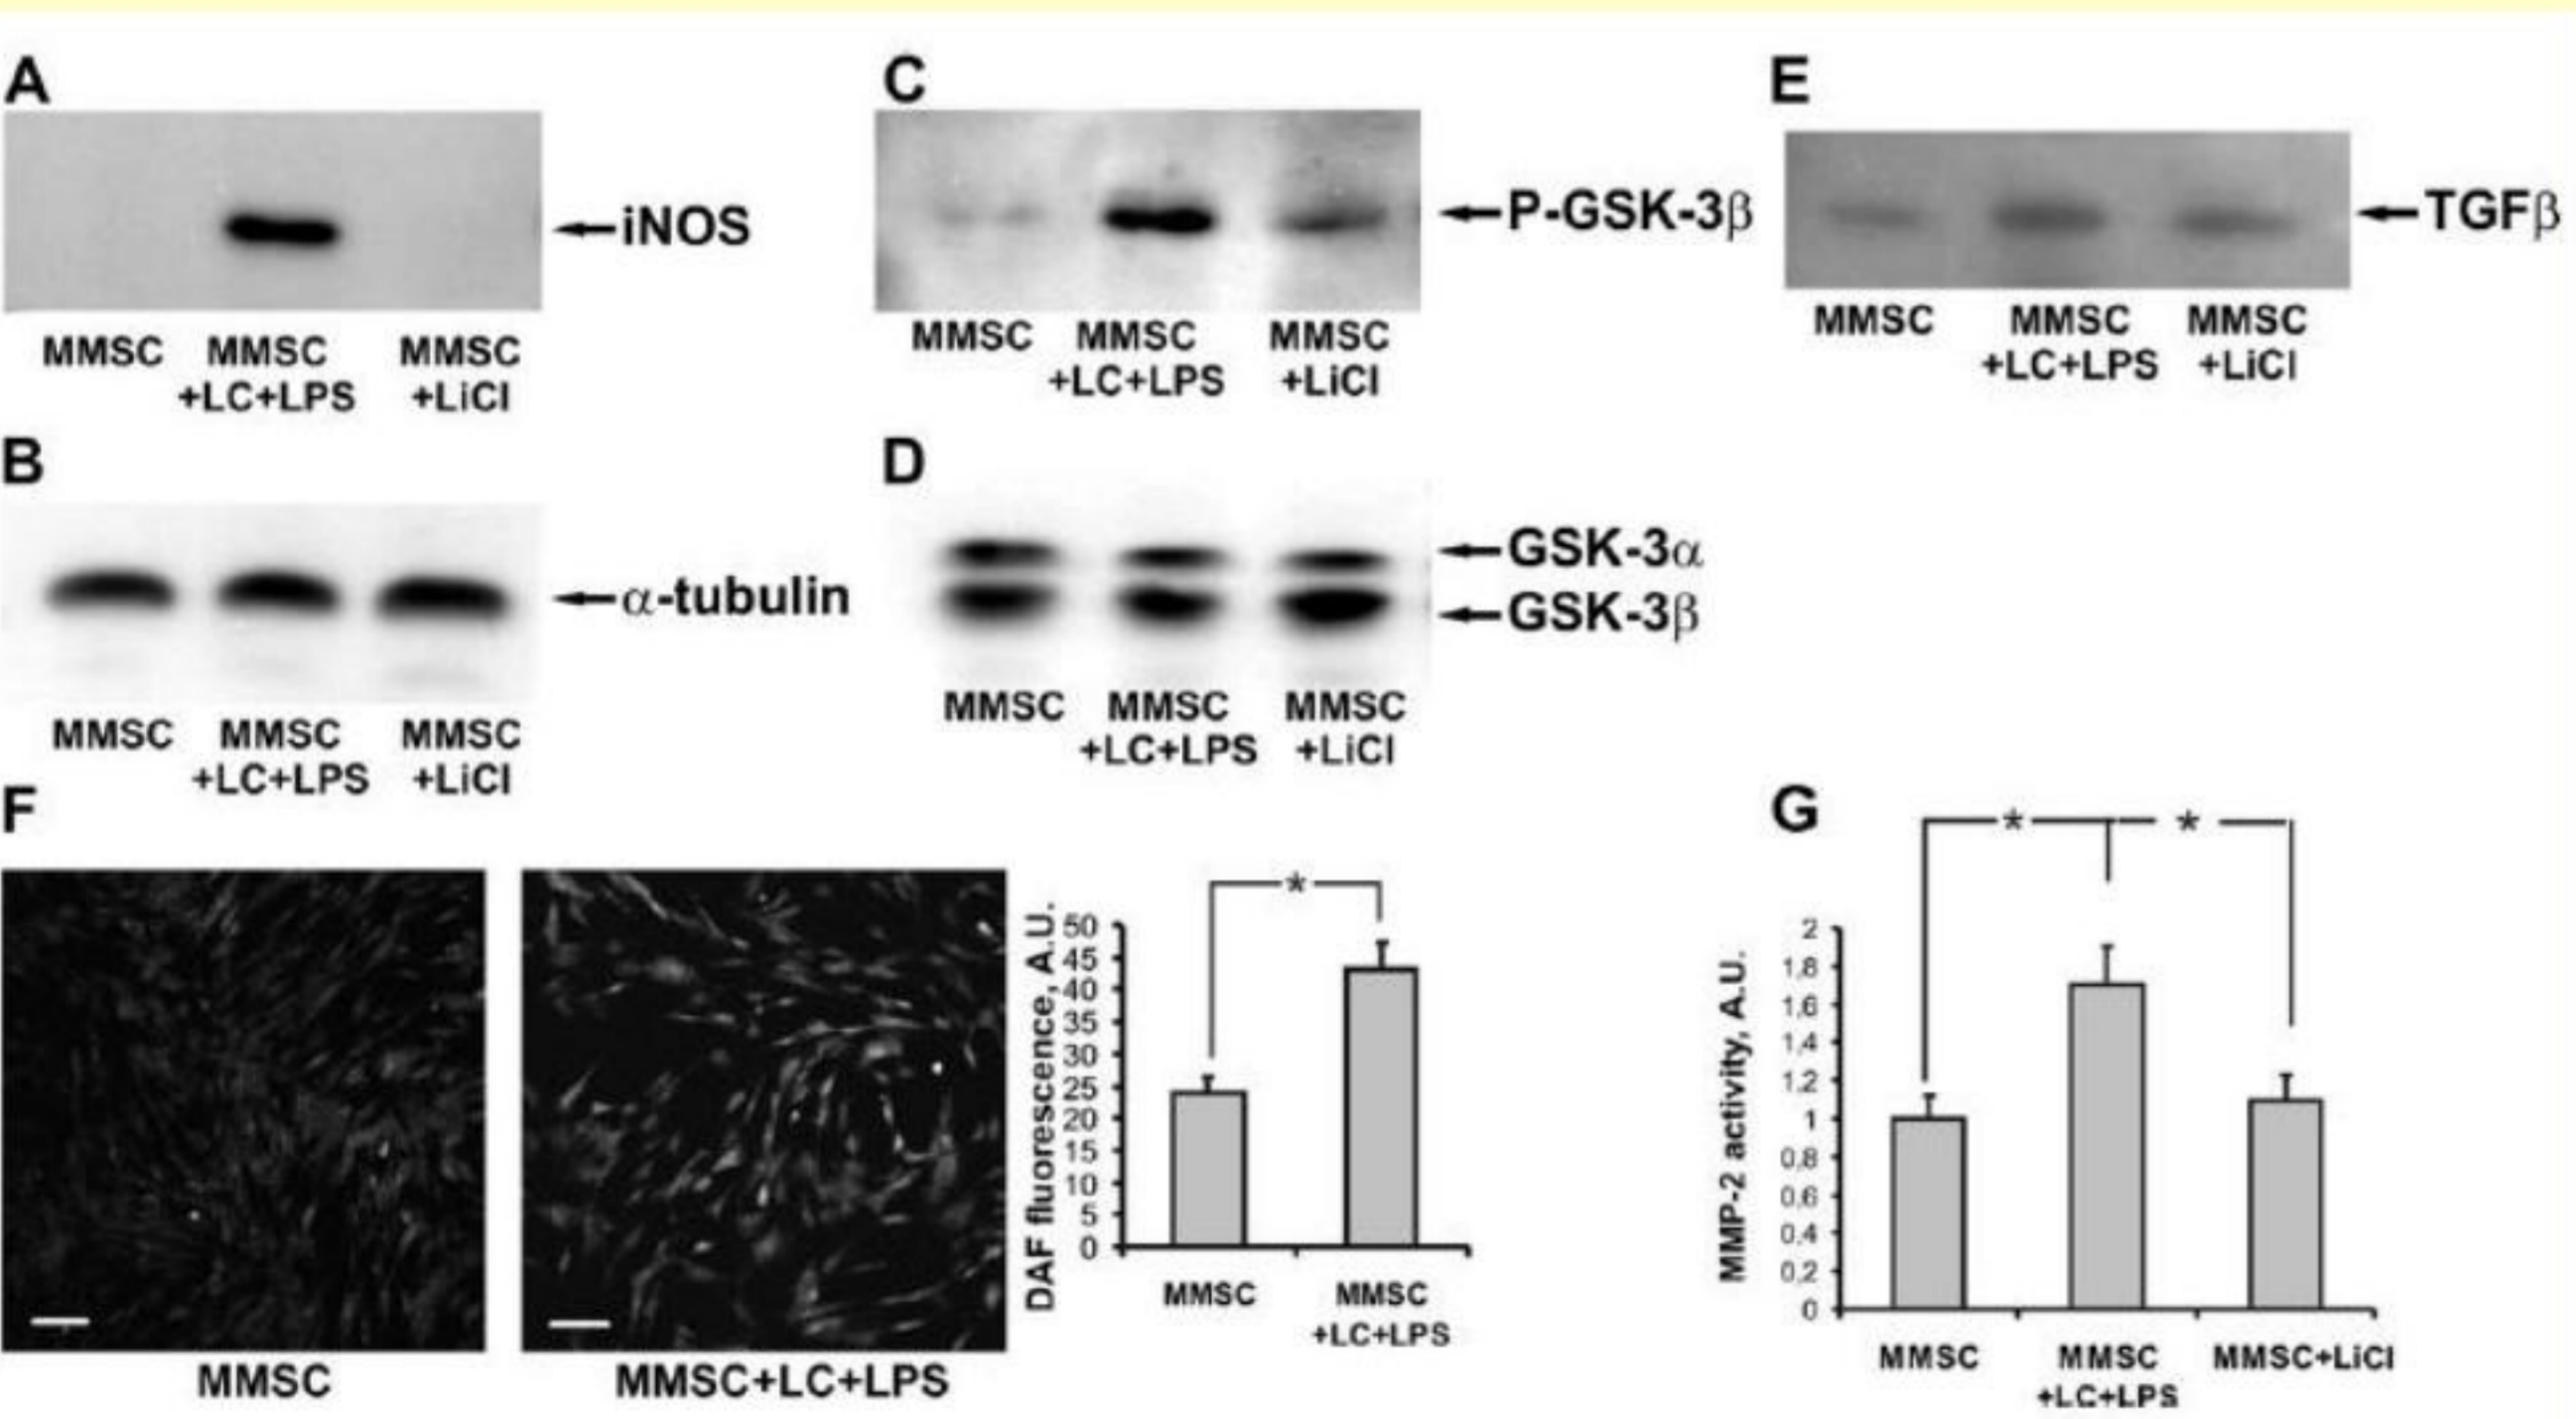 A
iNOS
MMSC
MMSC
+LC+LPS
MMSC
+LiCl
B
α-tubulin
MMSC
MMSC
+LC+LPS
MMSC
+LiCl
C
P-GSK-3β
MMSC
MMSC
+LC+LPS
MMSC
+LiCl
D
GSK-3α
GSK-3β
MMSC
MMSC
+LC+LPS
MMSC
+LiCl
E
TGFβ
MMSC
MMSC
+LC+LPS
MMSC
+LiCl
F
MMSC
MMSC+LC+LPS
*
DAF fluorescence, A.U.
50
45
40
35
30
25
20
15
10
5
0
MMSC
MMSC
+LC+LPS
G
* *
MMP-2 activity, A.U.
2
1,8
1,6
1,4
1,2
1
0,8
0,6
0,4
0,2
0
MMSC
MMSC
+LC+LPS
MMSC+LiCl